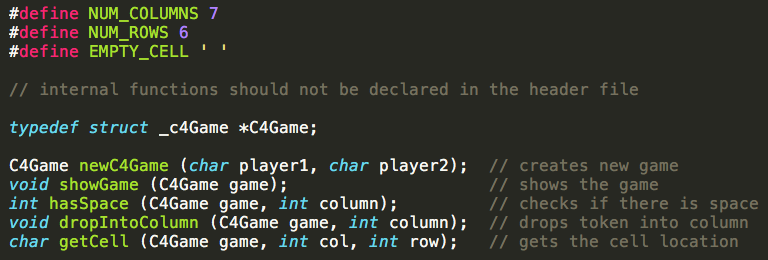 #define NUM_COLUMNS 7
#define NUM_ROWS 6
#define EMPTY_CELL ' '
// internal functions should not be declared in the header file
typedef struct _c4Game *C4Game;
C4Game newC4Game (char player1, char player2);  // creates new game
void showGame (C4Game game);                    // shows the game
int hasSpace (C4Game game, int column);         // checks if there is space
void dropIntoColumn (C4Game game, int column);  // drops token into column
char getCell (C4Game game, int col, int row);   // gets the cell location